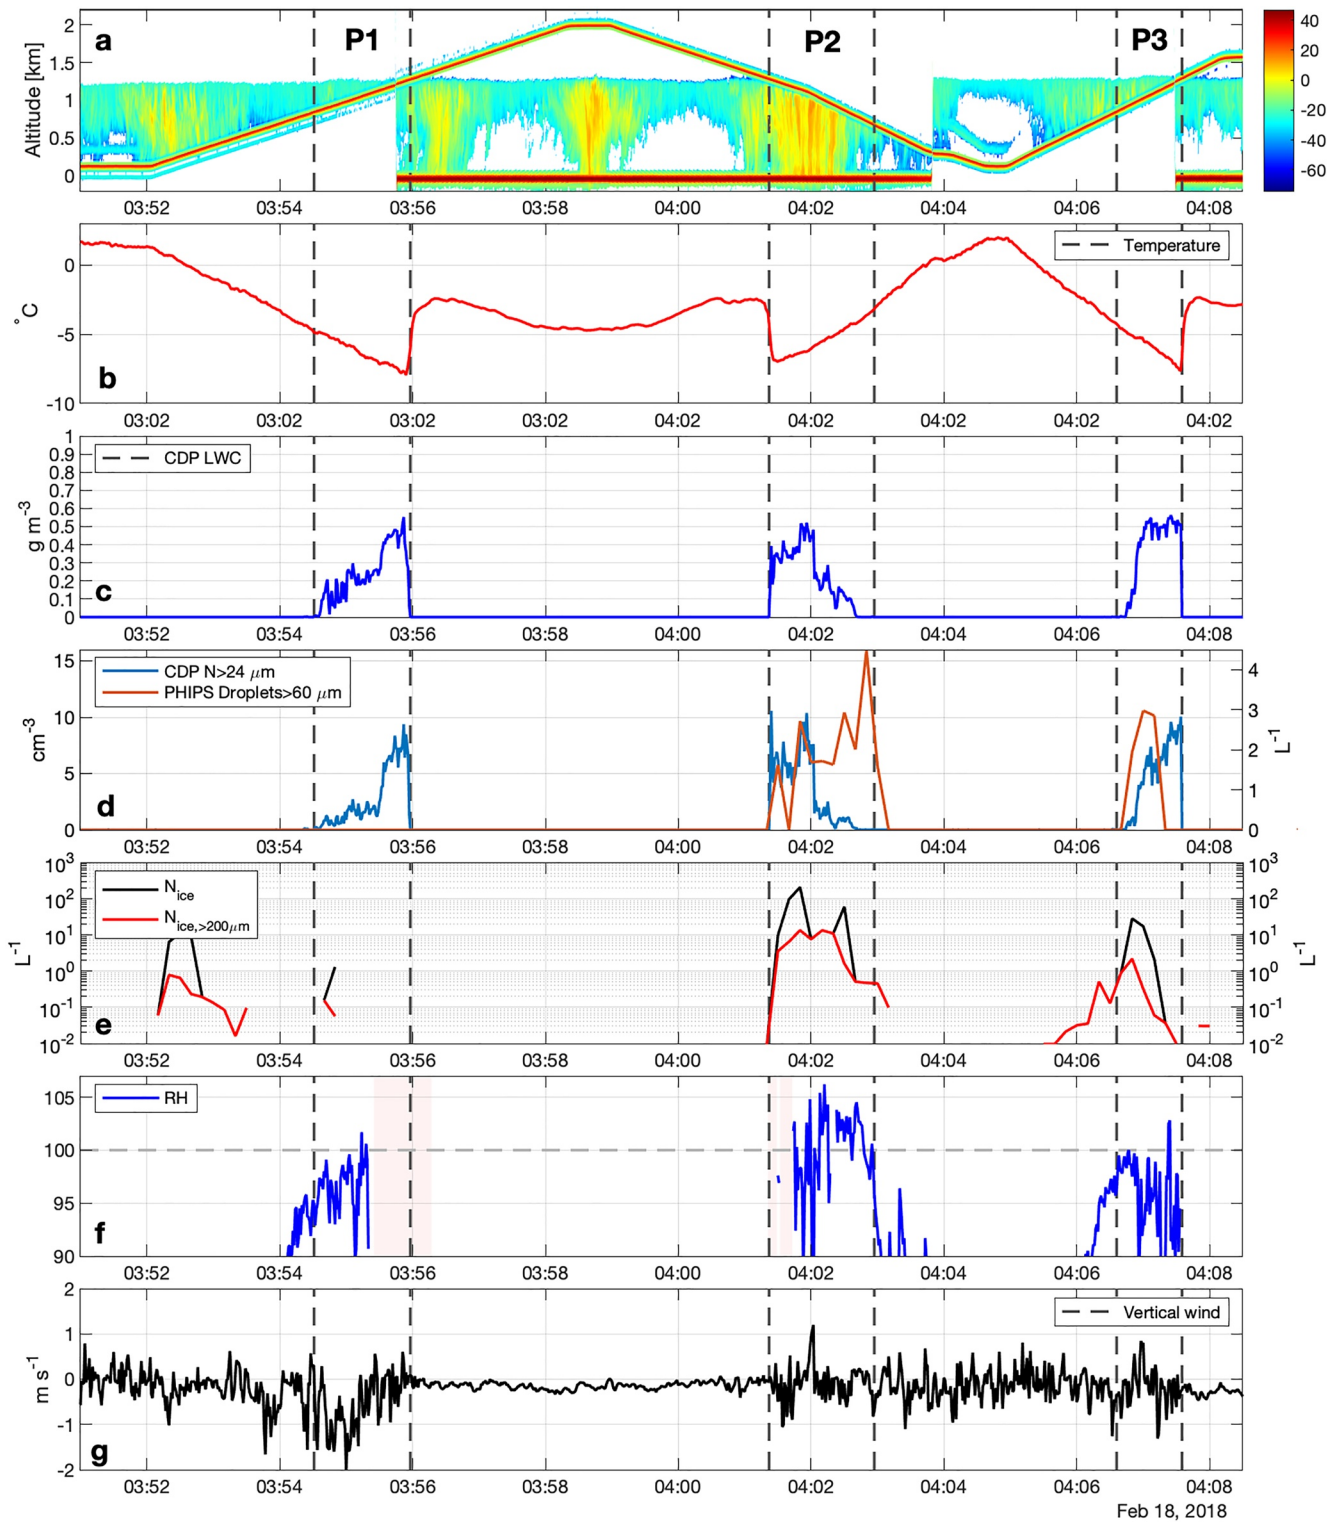 a
P1
P2
P3
Altitude [km]
2
1.5
1
0.5
0
40
20
0
-20
-40
-60
03:52 03:54 03:56 03:58 04:00 04:02 04:04 04:06 04:08
Temperature
°C
0
-5
-10
b
03:02 03:02 03:02 03:02 04:02 04:02 04:02 04:02 04:02
CDP LWC
g m-3
1
0.9
0.8
0.7
0.6
0.5
0.4
0.3
0.2
0.1
0
c
03:52 03:54 03:56 03:58 04:00 04:02 04:04 04:06 04:08
CDP N>24 μm
PHIPS Droplets>60 μm
cm-3
15
10
5
0
d
4
3
2
1
0
L-1
03:52 03:54 03:56 03:58 04:00 04:02 04:04 04:06 04:08
Nice
Nice,>200μm
L-1
103
102
101
100
10-1
10-2
e
103
102
101
100
10-1
10-2
L-1
03:52 03:54 03:56 03:58 04:00 04:02 04:04 04:06 04:08
RH
105
100
95
90
f
03:52 03:54 03:56 03:58 04:00 04:02 04:04 04:06 04:08
Vertical wind
m s-1
2
1
0
-1
-2
g
03:52 03:54 03:56 03:58 04:00 04:02 04:04 04:06 04:08
Feb 18, 2018